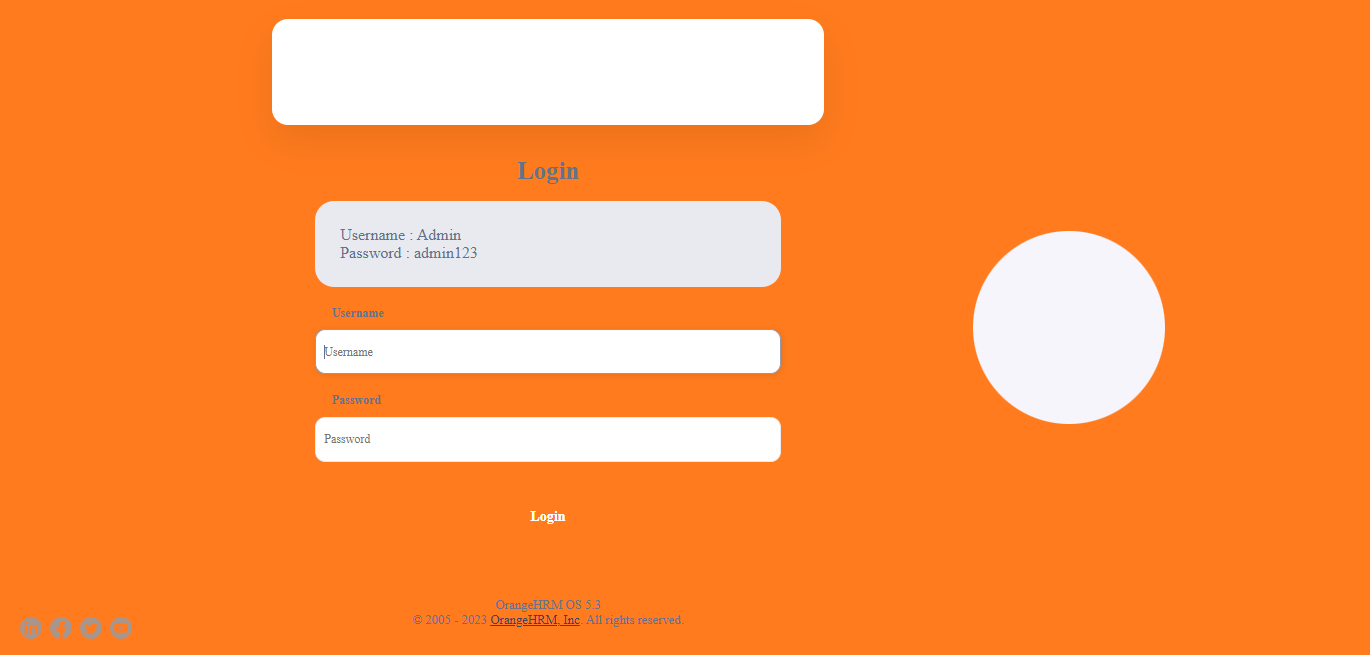 Login
Username : Admin
Password : admin123
Username
Username
Password
Password
Login
OrangeHRM OS 5.3
© 2005 - 2023 OrangeHRM, Inc. All rights reserved.